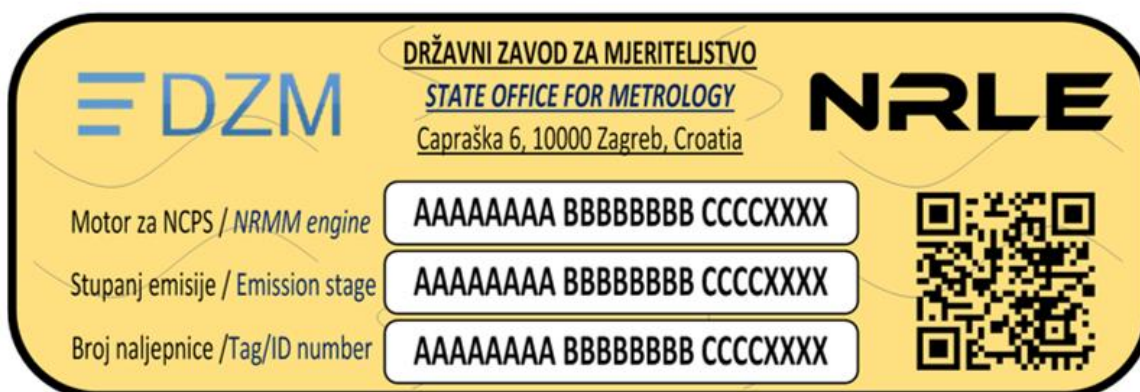 DZM
DRŽAVNI ZAVOD ZA MJERITELJSTVO
STATE OFFICE FOR METROLOGY
Capraška 6, 10000 Zagreb, Croatia
NRLE
Motor za NCPS / NRMM engine
AAAAAAAA BBBBBBBB CCCCXXXX
Stupanj emisije / Emission stage
AAAAAAAA BBBBBBBB CCCCXXXX
Broj naljepnice /Tag/ID number
AAAAAAAA BBBBBBBB CCCCXXXX